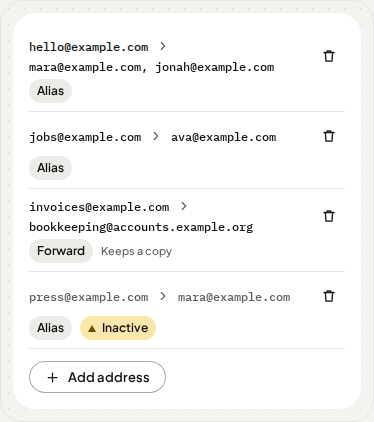 hello@example.com >
mara@example.com, jonah@example.com
Alias
jobs@example.com > ava@example.com
Alias
invoices@example.com >
bookkeeping@accounts.example.org
Forward Keeps a copy
press@example.com > mara@example.com
Alias Inactive
+ Add address